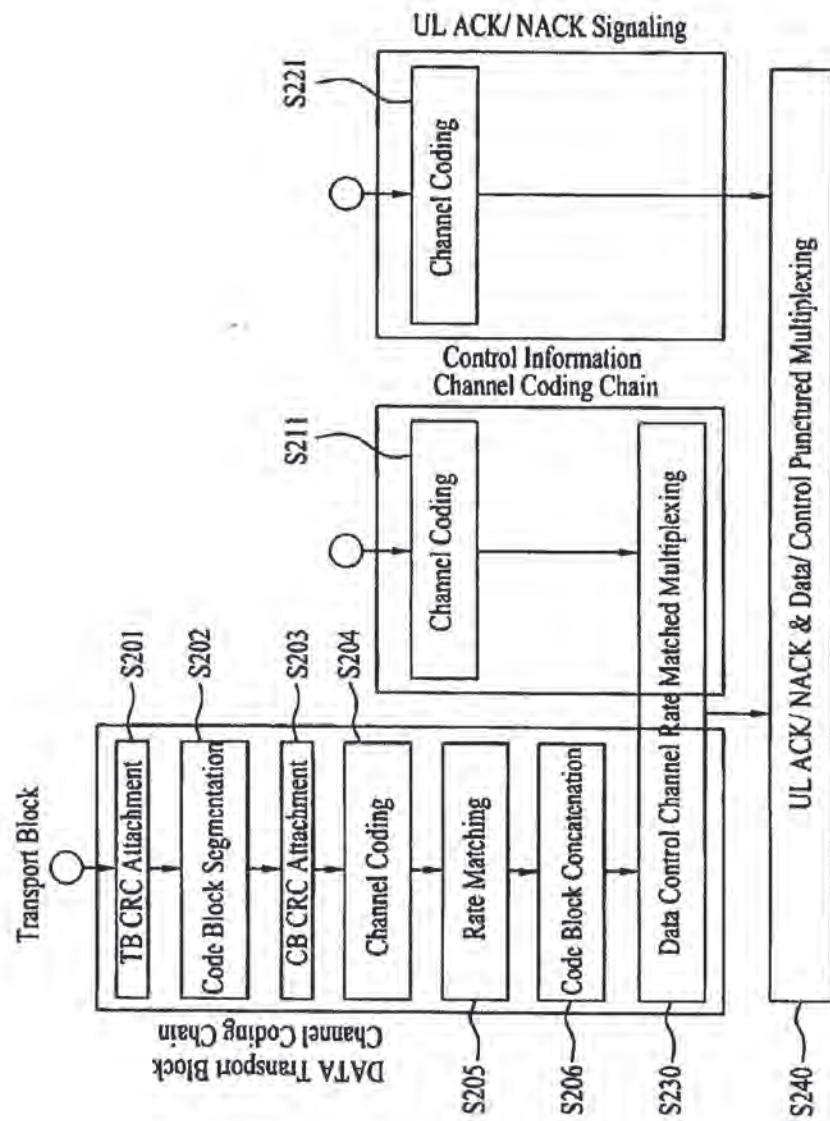 Transport Block
DATA Transport Block
Channel Coding Chain
TB CRC Attachment
S201
Code Block Segmentation
S202
CB CRC Attachment
S203
Channel Coding
S204
Rate Matching
S205
Code Block Concatenation
S206
Control Information
Channel Coding Chain
Channel Coding
S211
UL ACK/ NACK Signaling
Channel Coding
S221
Data Control Channel Rate Matched Multiplexing
S230
UL ACK/ NACK & Data/ Control Punctured Multiplexing
S240